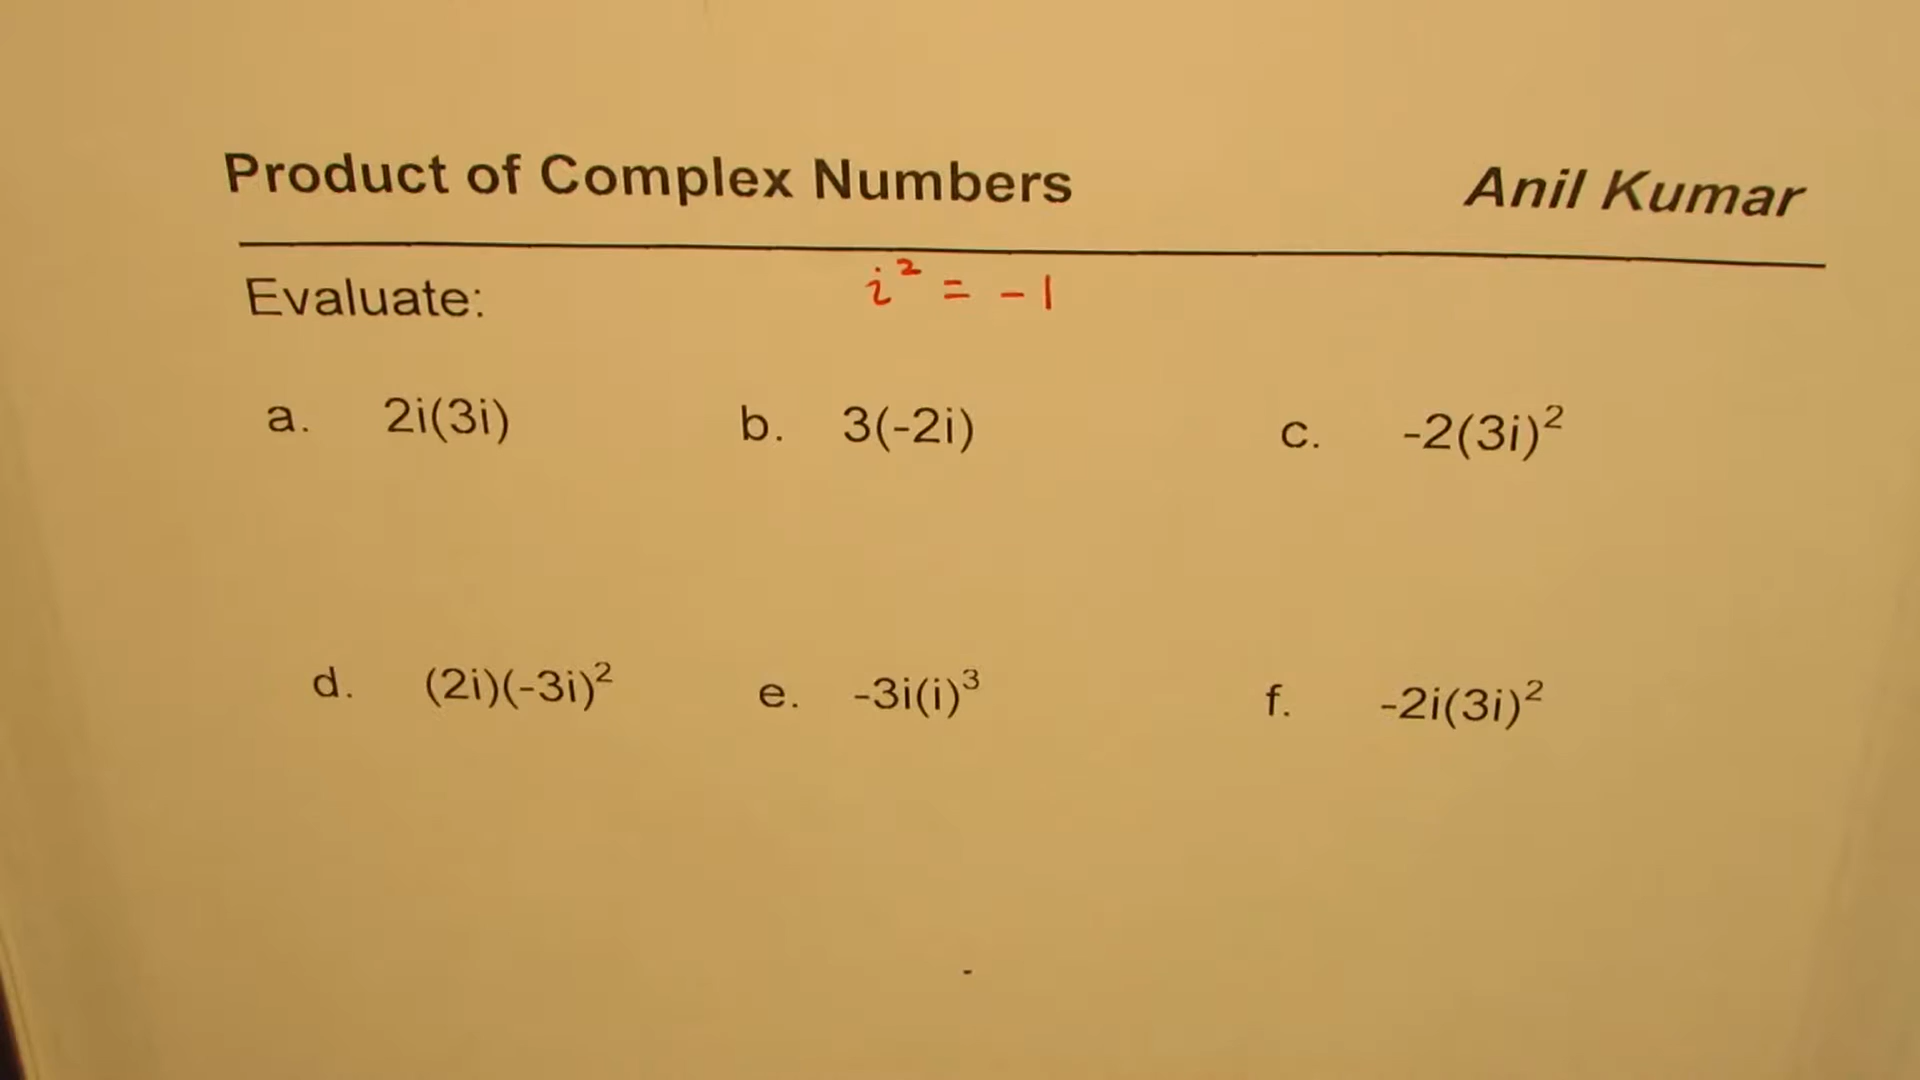 Product of Complex Numbers Anil Kumar
Evaluate: i² = -1
a. 2i(3i) b. 3(-2i) c. -2(3i)²
d. (2i)(-3i)² e. -3i(i)³ f. -2i(3i)²